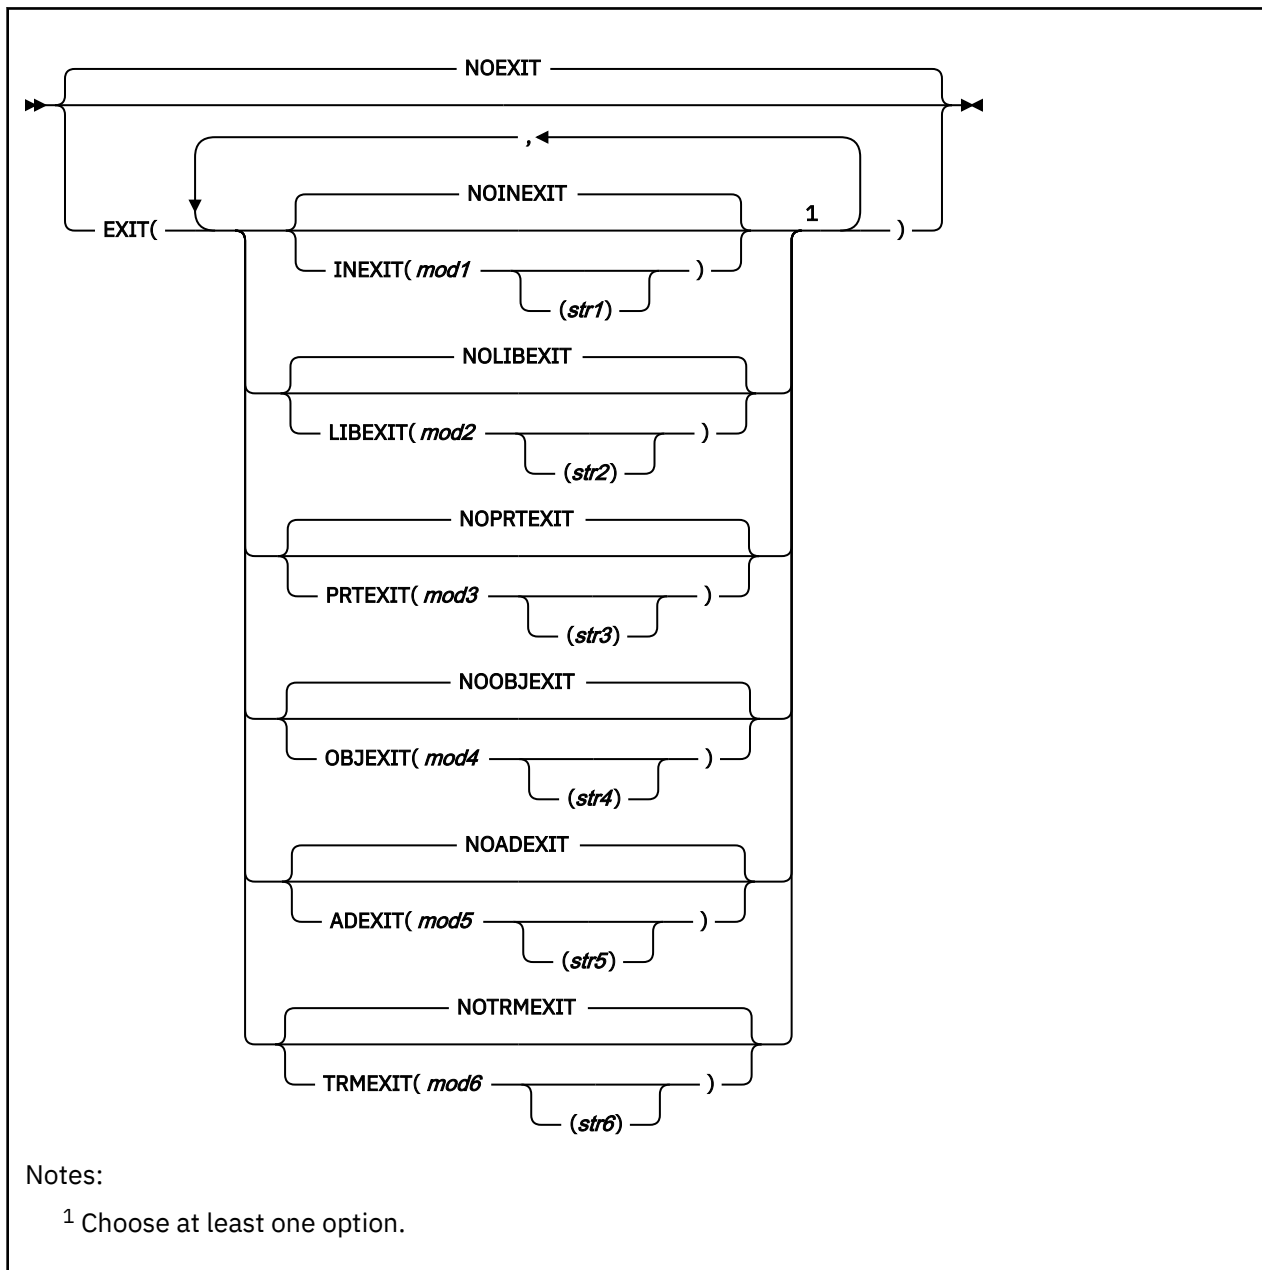 NOEXIT
,
NOINEXIT
EXIT( 1 )
INEXIT( mod1 )
(str1)
NOLIBEXIT
LIBEXIT( mod2 )
(str2)
NOPRTEXIT
PRTEXIT( mod3 )
(str3)
NOOBJEXIT
OBJEXIT( mod4 )
(str4)
NOADEXIT
ADEXIT( mod5 )
(str5)
NOTRMEXIT
TRMEXIT( mod6 )
(str6)
Notes:
1 Choose at least one option.